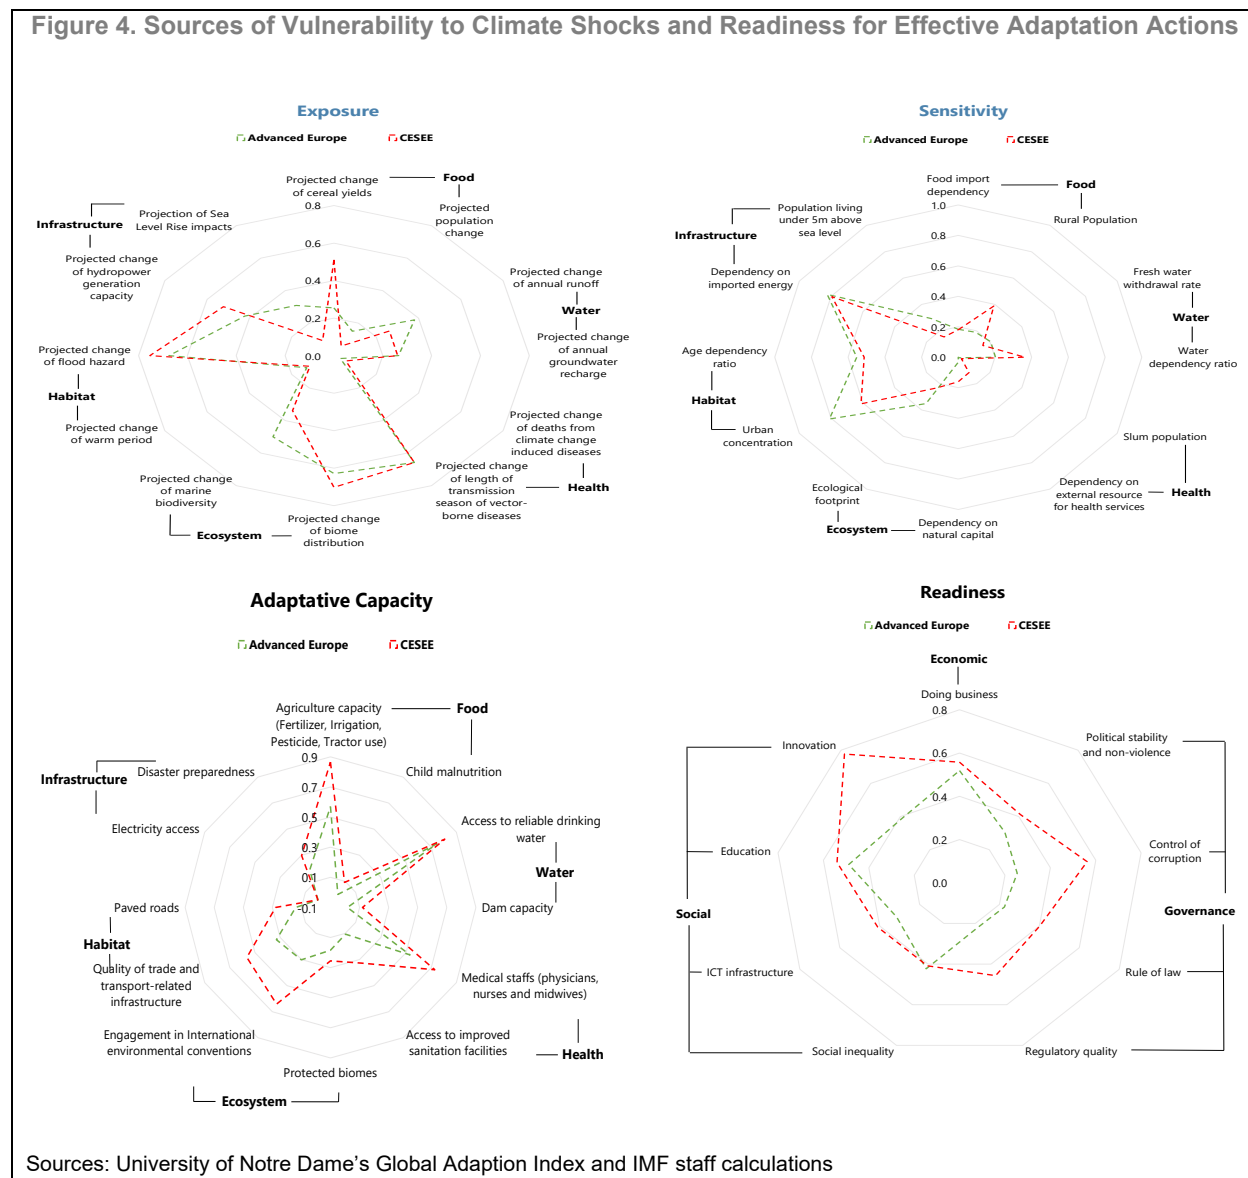 Figure 4. Sources of Vulnerability to Climate Shocks and Readiness for Effective Adaptation Actions
Exposure
Advanced Europe
CESEE
Projected change
of cereal yields
Food
Projected
population
change
Projected change
of annual runoff
Water
Projected change
of annual
groundwater
recharge
Projected change
of deaths from
climate change
induced diseases
Health
Projected change
of length of
transmission
season of vector-
borne diseases
Projected change
of biome
distribution
Ecosystem
Projected change
of marine
biodiversity
Projected change
of warm period
Habitat
Projected change
of flood hazard
Projected change
of hydropower
generation
capacity
Infrastructure
Projection of Sea
Level Rise impacts
0.8
0.6
0.4
0.2
0.0
Sensitivity
Advanced Europe
CESEE
Food import
dependency
Food
Rural Population
Fresh water
withdrawal rate
Water
Water
dependency ratio
Slum population
Health
Dependency on
external resource
for health services
Dependency on
natural capital
Ecosystem
Ecological
footprint
Urban
concentration
Habitat
Age dependency
ratio
Dependency on
imported energy
Infrastructure
Population living
under 5m above
sea level
1.0
0.8
0.6
0.4
0.2
0.0
Adaptative Capacity
Advanced Europe
CESEE
Agriculture capacity
(Fertilizer, Irrigation,
Pesticide, Tractor use)
Food
Child malnutrition
Access to reliable drinking
water
Water
Dam capacity
Medical staffs (physicians,
nurses and midwives)
Health
Access to improved
sanitation facilities
Protected biomes
Ecosystem
Engagement in International
environmental conventions
Quality of trade and
transport-related
infrastructure
Habitat
Paved roads
Electricity access
Infrastructure
Disaster preparedness
0.9
0.7
0.5
0.3
0.1
-0.1
Readiness
Advanced Europe
CESEE
Economic
Doing business
Political stability
and non-violence
Control of
corruption
Governance
Rule of law
Regulatory quality
Social inequality
ICT infrastructure
Social
Education
Innovation
0.8
0.6
0.4
0.2
0.0
Sources: University of Notre Dame’s Global Adaption Index and IMF staff calculations